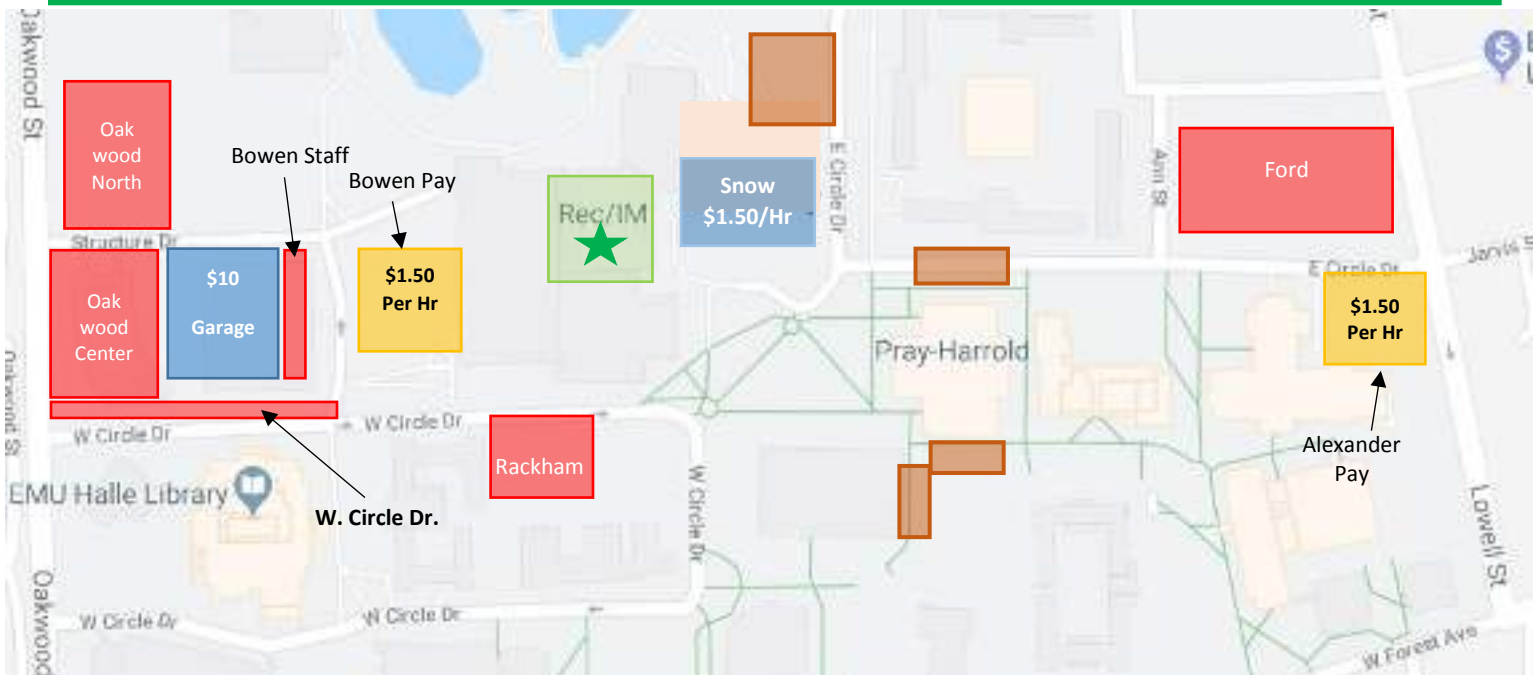 Oakwood St
Oak
wood
North
Bowen Staff
Bowen Pay
Structure Dr
Oak
wood
Center
$10
Garage
$1.50
Per Hr
Rec/IM
Snow
$1.50/Hr
E Circle Dr
Ann St
Ford
E Circle Dr
Jarvis
$1.50
Per Hr
Alexander
Pay
Pray-Harrold
Oakwood St
W Circle Dr
W Circle Dr
Rackham
EMU Halle Library
W. Circle Dr.
W Circle Dr
Lowell St
Oakwood
W Circle Dr
W Circle Dr
W Forest Ave